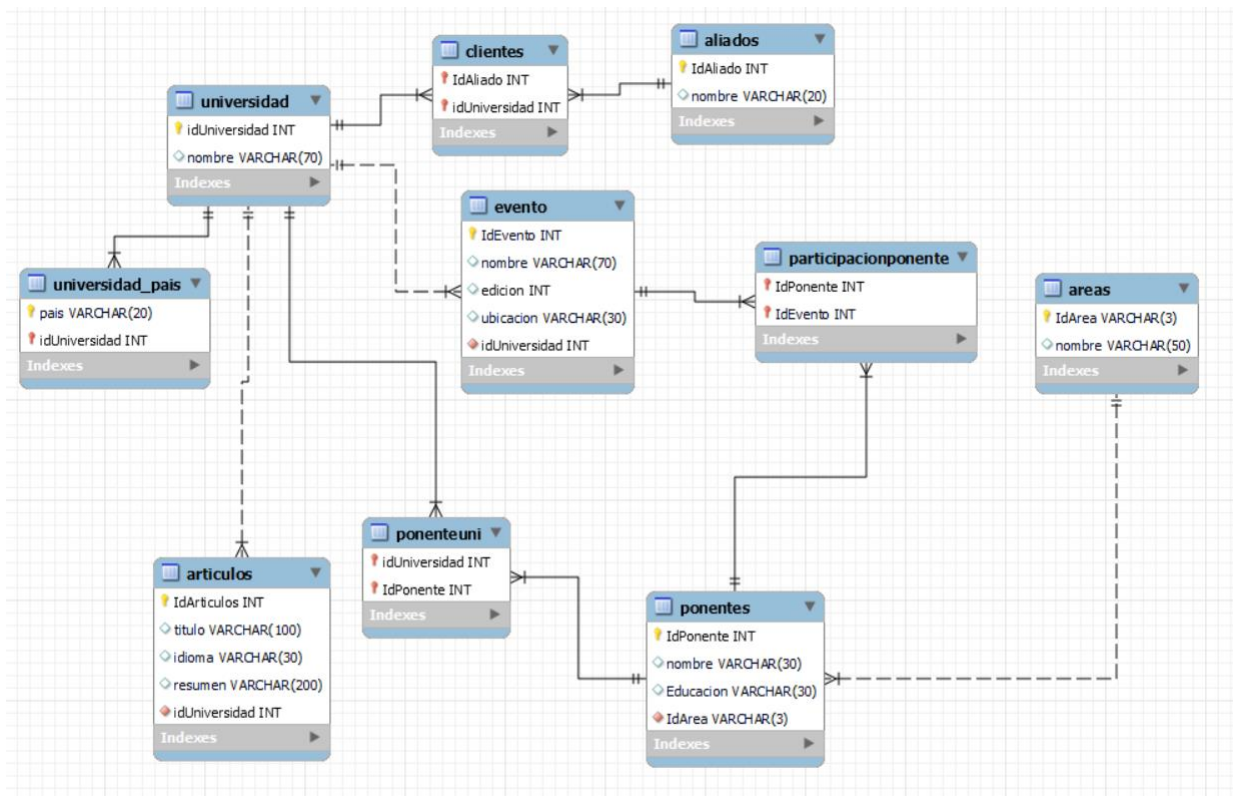 clientes
IdAliado INT
idUniversidad INT
Indexes
aliados
IdAliado INT
nombre VARCHAR(20)
Indexes
universidad
idUniversidad INT
nombre VARCHAR(70)
Indexes
evento
IdEvento INT
nombre VARCHAR(70)
edicion INT
ubicacion VARCHAR(30)
idUniversidad INT
Indexes
participacionponente
IdPonente INT
IdEvento INT
Indexes
areas
IdArea VARCHAR(3)
nombre VARCHAR(50)
Indexes
universidad_pais
pais VARCHAR(20)
idUniversidad INT
Indexes
ponenteuni
idUniversidad INT
IdPonente INT
Indexes
articulos
IdArticulos INT
titulo VARCHAR(100)
idioma VARCHAR(30)
resumen VARCHAR(200)
idUniversidad INT
Indexes
ponentes
IdPonente INT
nombre VARCHAR(30)
Educacion VARCHAR(30)
IdArea VARCHAR(3)
Indexes